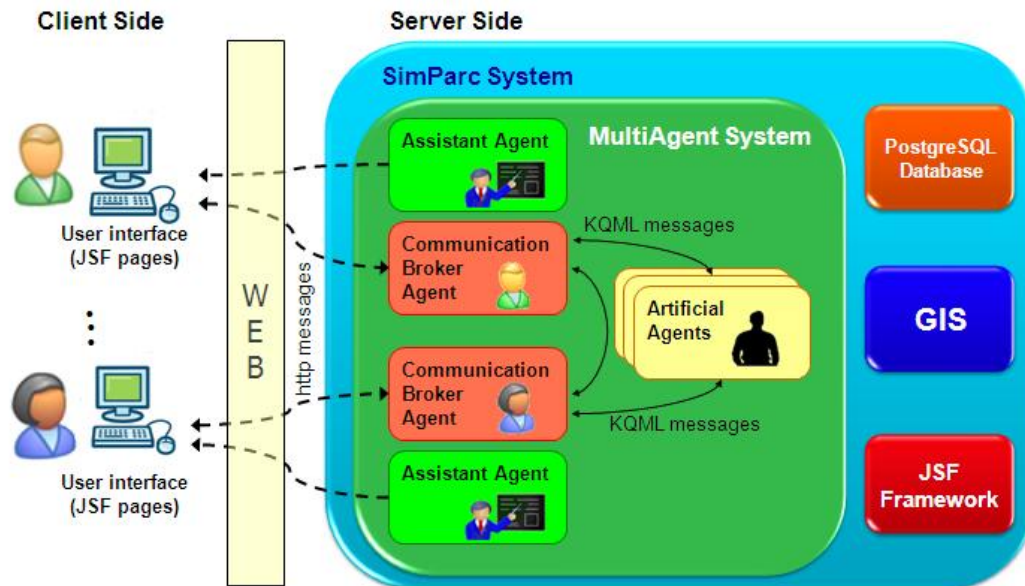 Client Side
Server Side
SimParc System
MultiAgent System
Assistant Agent
PostgreSQL
Database
User interface
(JSF pages)
Communication
Broker
Agent
KQML messages
W
E
B
http messages
Artificial
Agents
GIS
Communication
Broker
Agent
KQML messages
Assistant Agent
User interface
(JSF pages)
JSF
Framework